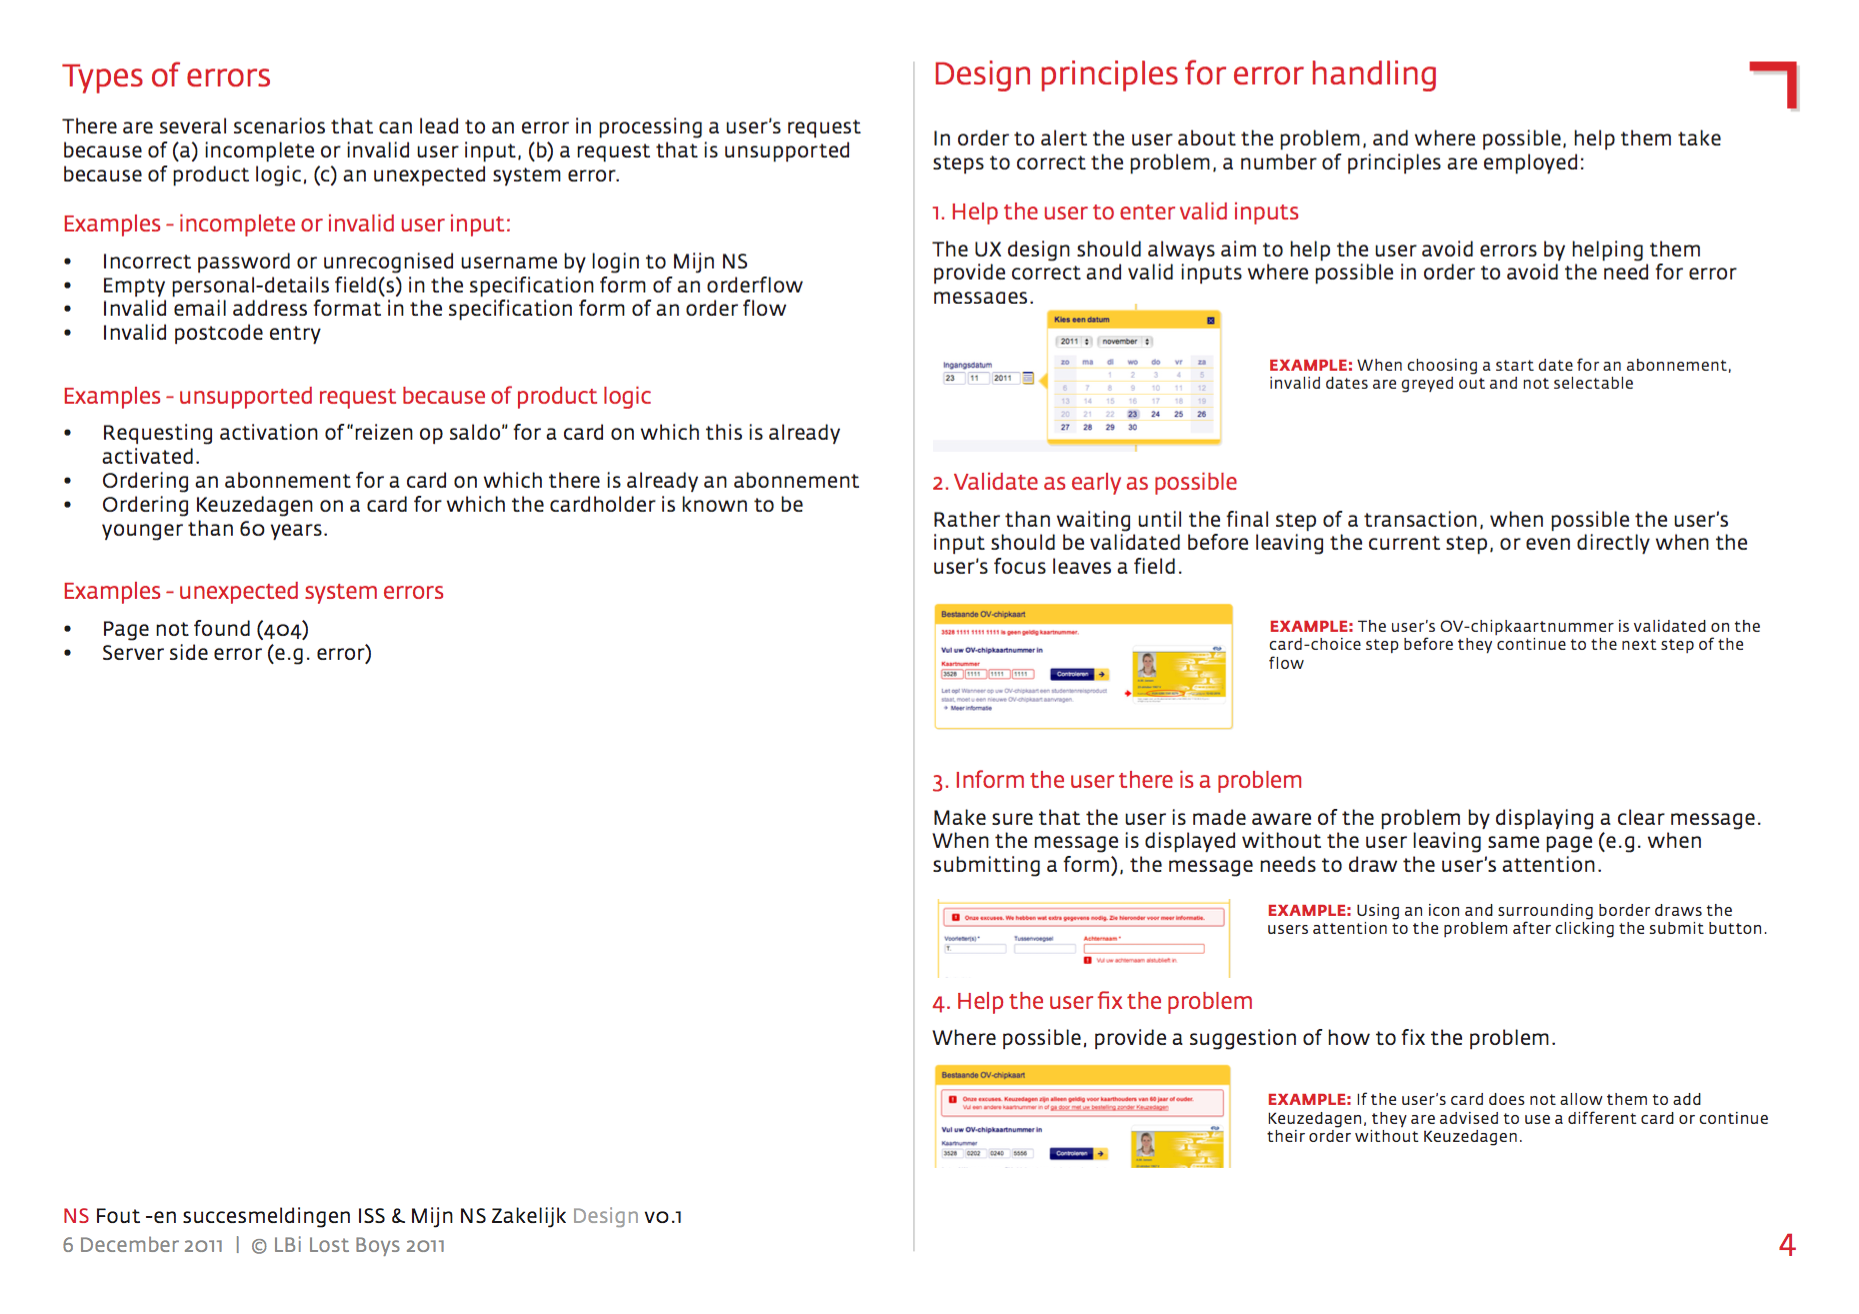 Types of errors
There are several scenarios that can lead to an error in processing a user's request
because of (a) incomplete or invalid user input, (b) a request that is unsupported
because of product logic, (c) an unexpected system error.
Examples - incomplete or invalid user input:
• Incorrect password or unrecognised username by login to Mijn NS
• Empty personal-details field(s) in the specification form of an orderflow
• Invalid email address format in the specification form of an order flow
• Invalid postcode entry
Examples - unsupported request because of product logic
• Requesting activation of "reizen op saldo" for a card on which this is already
activated.
• Ordering an abonnement for a card on which there is already an abonnement
• Ordering Keuzedagen on a card for which the cardholder is known to be
younger than 60 years.
Examples - unexpected system errors
• Page not found (404)
• Server side error (e.g. error)
NS Fout -en succesmeldingen ISS & Mijn NS Zakelijk Design v0.1
6 December 2011 | © LBi Lost Boys 2011
Design principles for error handling
In order to alert the user about the problem, and where possible, help them take
steps to correct the problem, a number of principles are employed:
1. Help the user to enter valid inputs
The UX design should always aim to help the user avoid errors by helping them
provide correct and valid inputs where possible in order to avoid the need for error
messages.
Kies een datum
2011 november
zo ma di wo do vr za
1 2 3 4 5
6 7 8 9 10 11 12
13 14 15 16 17 18 19
20 21 22 23 24 25 26
27 28 29 30
Ingangsdatum
23 11 2011
EXAMPLE: When choosing a start date for an abonnement,
invalid dates are greyed out and not selectable
2. Validate as early as possible
Rather than waiting until the final step of a transaction, when possible the user's
input should be validated before leaving the current step, or even directly when the
user's focus leaves a field.
Bestaande OV-chipkaart
3528 1111 1111 1111 is geen geldig kaartnummer.
Vul uw OV-chipkaartnummer in
Kaartnummer
3528 1111 1111 1111 Controleren
Let op! Wanneer op uw OV-chipkaart een studentenreisproduct
staat, moet u een nieuwe OV-chipkaart aanvragen.
Meer informatie
EXAMPLE: The user's OV-chipkaartnummer is validated on the
card-choice step before they continue to the next step of the
flow
3. Inform the user there is a problem
Make sure that the user is made aware of the problem by displaying a clear message.
When the message is displayed without the user leaving same page (e.g. when
submitting a form), the message needs to draw the user's attention.
Onze excuses. We hebben wat extra gegevens nodig. Zie hieronder voor meer informatie.
Voorletter(s) * Tussenvoegsel Achternaam *
T.
Vul uw achternaam alstublieft in.
EXAMPLE: Using an icon and surrounding border draws the
users attention to the problem after clicking the submit button.
4. Help the user fix the problem
Where possible, provide a suggestion of how to fix the problem.
Bestaande OV-chipkaart
Onze excuses. Keuzedagen zijn alleen geldig voor kaarthouders van 60 jaar of ouder.
Vul een andere kaartnummer in of ga door met uw bestelling zonder Keuzedagen
Vul uw OV-chipkaartnummer in
Kaartnummer
3528 0202 0240 5556 Controleren
EXAMPLE: If the user's card does not allow them to add
Keuzedagen, they are advised to use a different card or continue
their order without Keuzedagen.
4